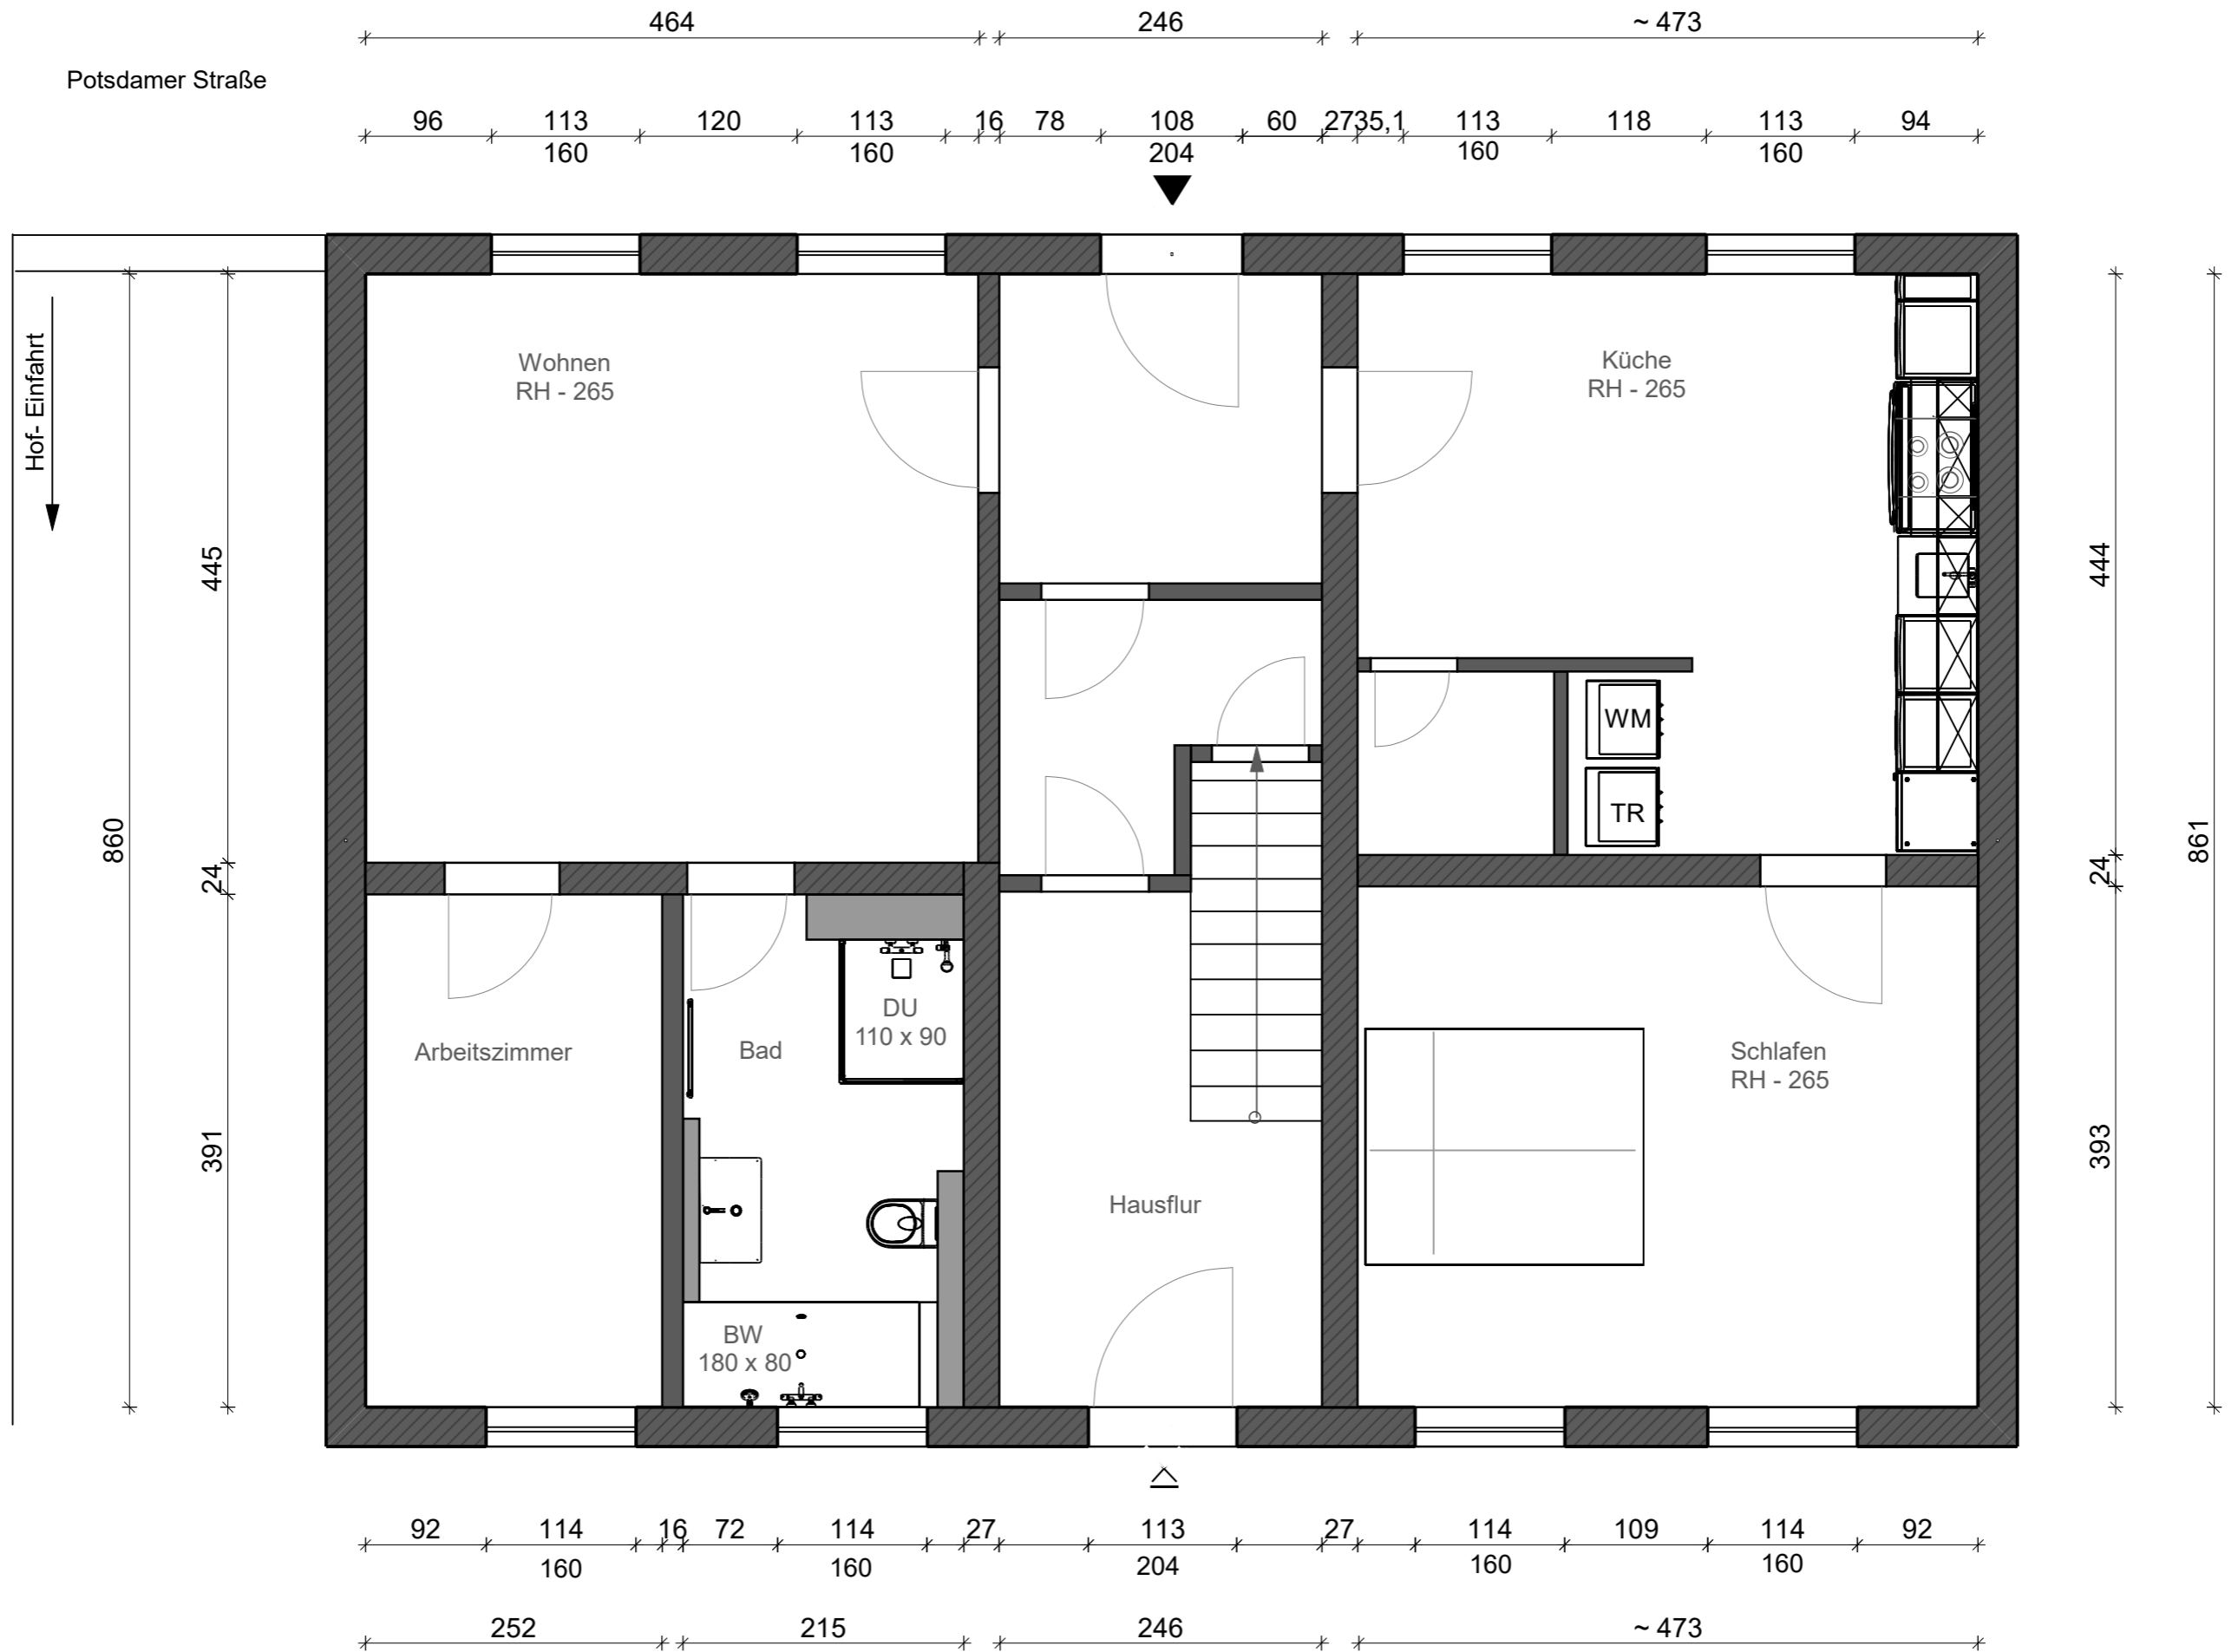 464 246 ~ 473
Potsdamer Straße
96 113 120 113 16 78 108 60 27 35,1 113 118 113 94
160 160 204 160 160
Hof- Einfahrt
Wohnen
RH - 265
Küche
RH - 265
445
444
WM
TR
860
861
24
24
DU
110 x 90
Arbeitszimmer
Bad
Schlafen
RH - 265
391
393
Hausflur
BW
180 x 80
92 114 16 72 114 27 113 27 114 109 114 92
160 160 204 160 160
252 215 246 ~ 473